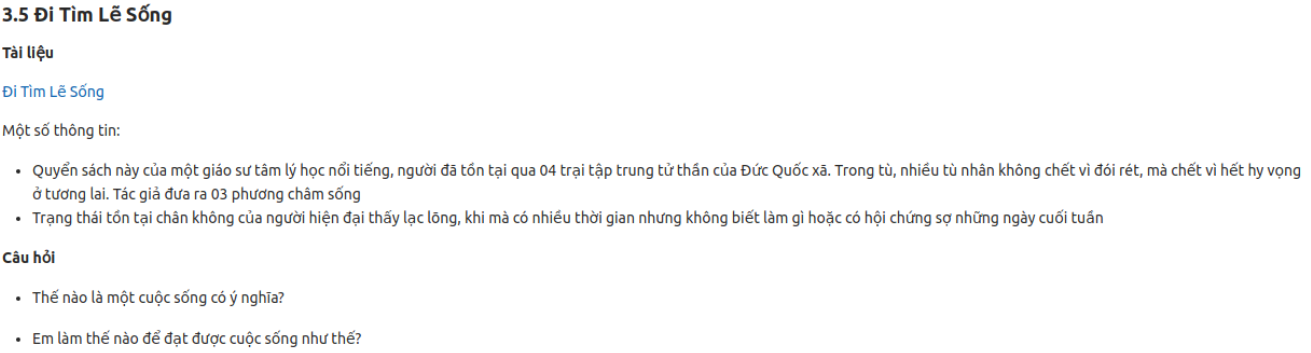 3.5 Đi Tìm Lẽ Sống
Tài liệu
Đi Tìm Lẽ Sống
Một số thông tin:
• Quyển sách này của một giáo sư tâm lý học nổi tiếng, người đã tồn tại qua 04 trại tập trung tử thần của Đức Quốc xã. Trong tù, nhiều tù nhân không chết vì đói rét, mà chết vì hết hy vọng
ở tương lai. Tác giả đưa ra 03 phương châm sống
• Trạng thái tồn tại chân không của người hiện đại thấy lạc lõng, khi mà có nhiều thời gian nhưng không biết làm gì hoặc có hội chứng sợ những ngày cuối tuần
Câu hỏi
• Thế nào là một cuộc sống có ý nghĩa?
• Em làm thế nào để đạt được cuộc sống như thế?